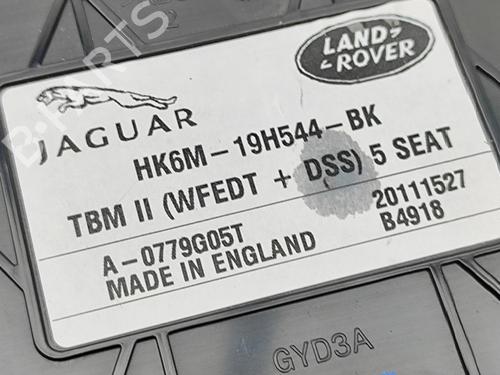 JAGUAR
LAND
ROVER
HK6M-19H544-BK
TBM II (WFEDT + DSS) 5 SEAT
A-0779G05T
20111527
MADE IN ENGLAND
B4918
GYD3A
B-PARTS